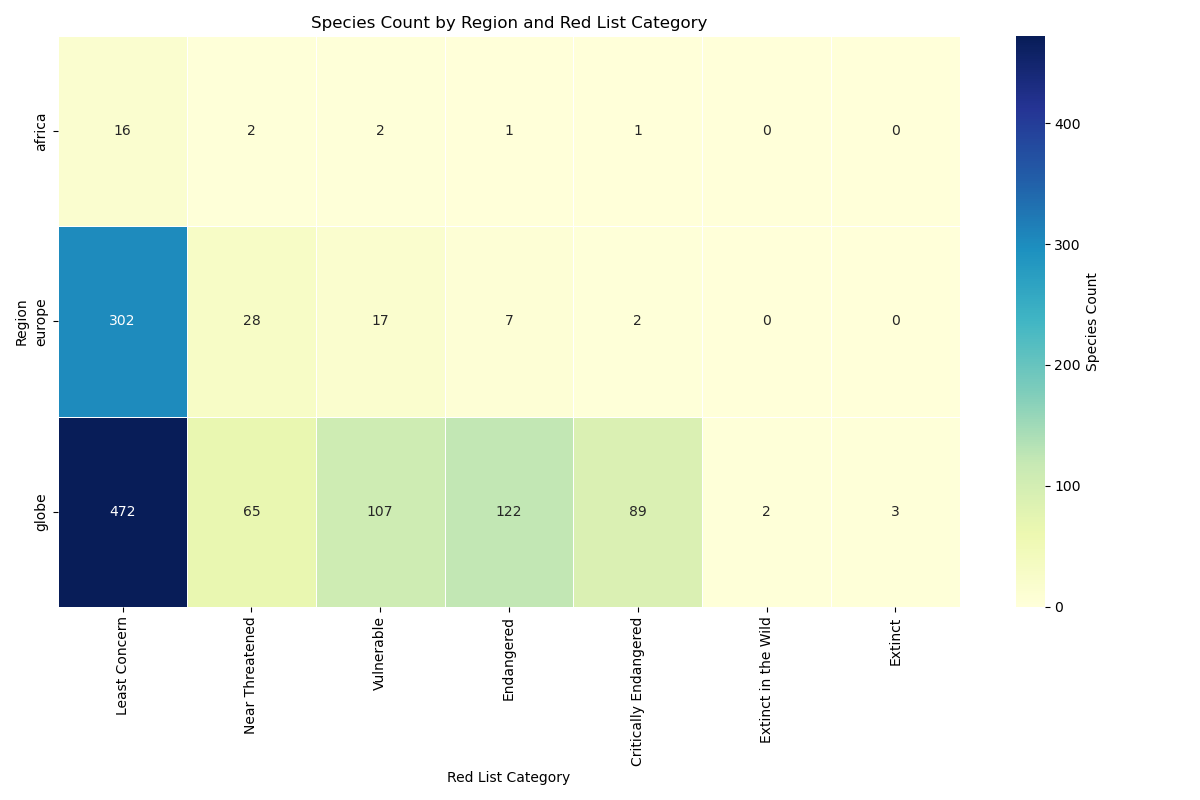 Species Count by Region and Red List Category
africa
16 2 2 1 1 0 0
Region
europe
302 28 17 7 2 0 0
globe
472 65 107 122 89 2 3
Least Concern
Near Threatened
Vulnerable
Endangered
Critically Endangered
Extinct in the Wild
Extinct
Red List Category
400
300
200
100
0
Species Count